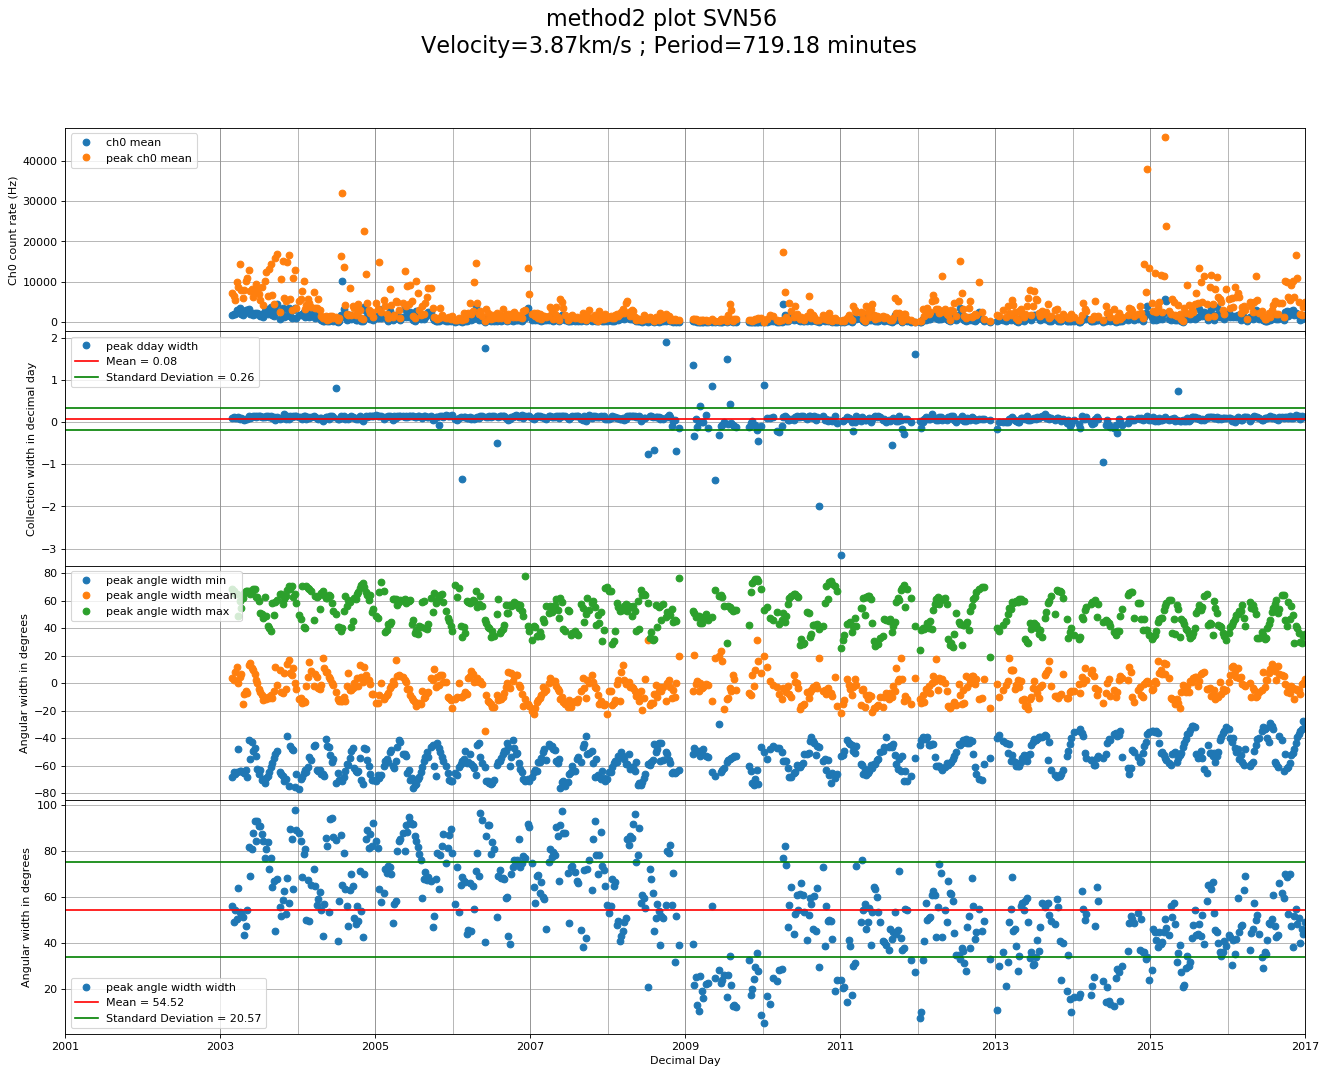 method2 plot SVN56
Velocity=3.87km/s ; Period=719.18 minutes
ch0 mean
peak ch0 mean
Ch0 count rate (Hz)
40000
30000
20000
10000
0
peak dday width
Mean = 0.08
Standard Deviation = 0.26
Collection width in decimal day
2
1
0
−1
−2
−3
peak angle width min
peak angle width mean
peak angle width max
Angular width in degrees
80
60
40
20
0
−20
−40
−60
−80
Angular width in degrees
100
80
60
40
20
peak angle width width
Mean = 54.52
Standard Deviation = 20.57
2001 2003 2005 2007 2009 2011 2013 2015 2017
Decimal Day